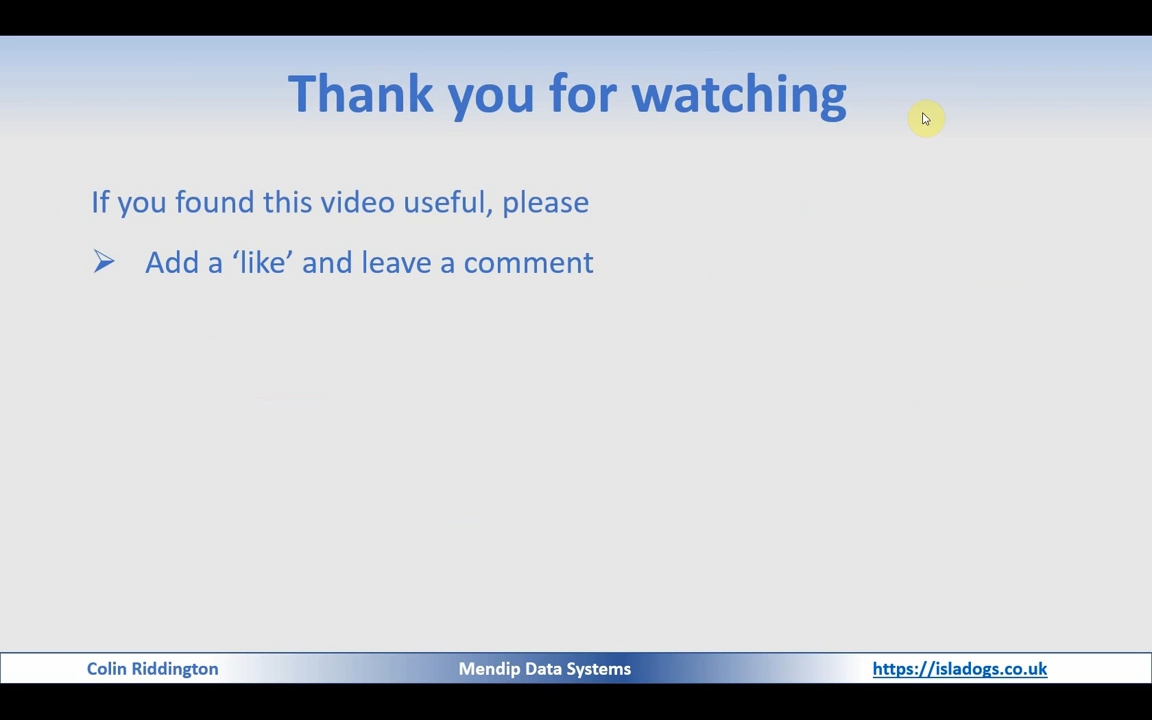 Thank you for watching
If you found this video useful, please
➢ Add a ‘like’ and leave a comment
Colin Riddington
Mendip Data Systems
https://isladogs.co.uk